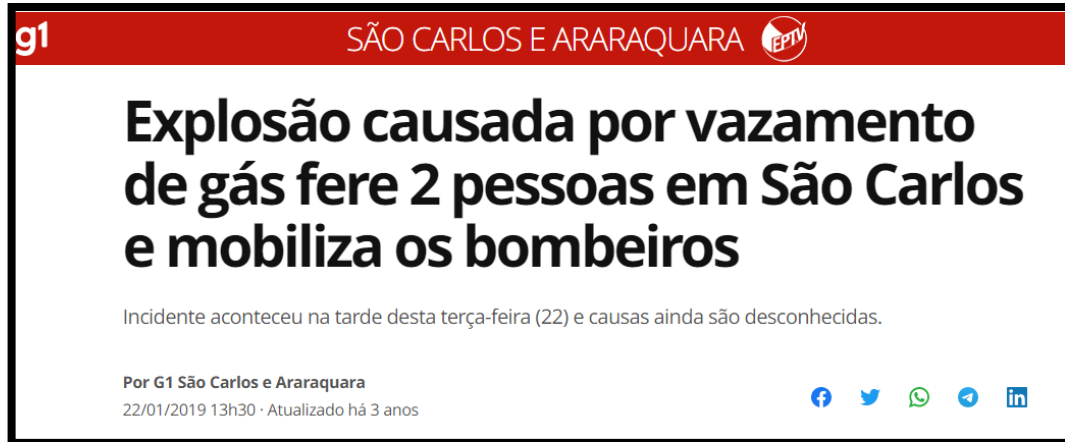 g1
SÃO CARLOS E ARARAQUARA EPTV
Explosão causada por vazamento
de gás fere 2 pessoas em São Carlos
e mobiliza os bombeiros
Incidente aconteceu na tarde desta terça-feira (22) e causas ainda são desconhecidas.
Por G1 São Carlos e Araraquara
22/01/2019 13h30 · Atualizado há 3 anos
in